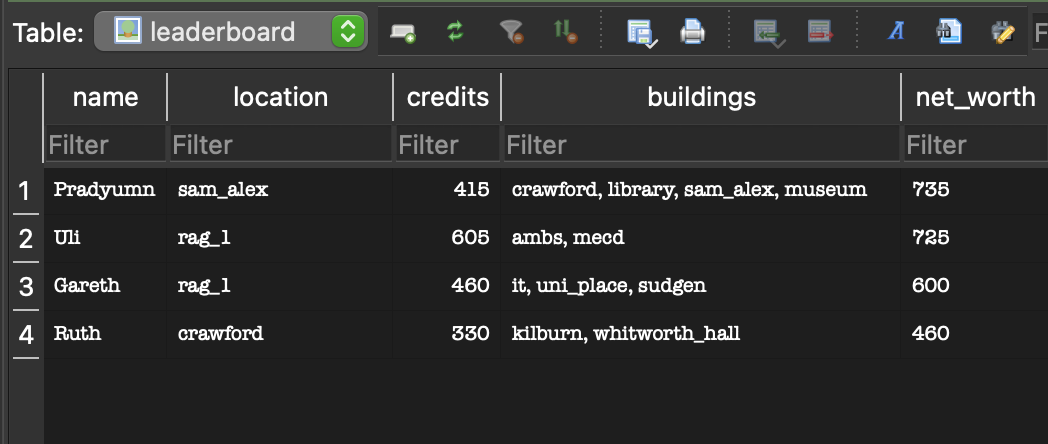 Table: leaderboard
name location credits buildings net_worth
Filter Filter Filter Filter Filter
1 Pradyumn sam_alex 415 crawford, library, sam_alex, museum 735
2 Uli rag_1 605 ambs, mecd 725
3 Gareth rag_1 460 it, uni_place, sudgen 600
4 Ruth crawford 330 kilburn, whitworth_hall 460